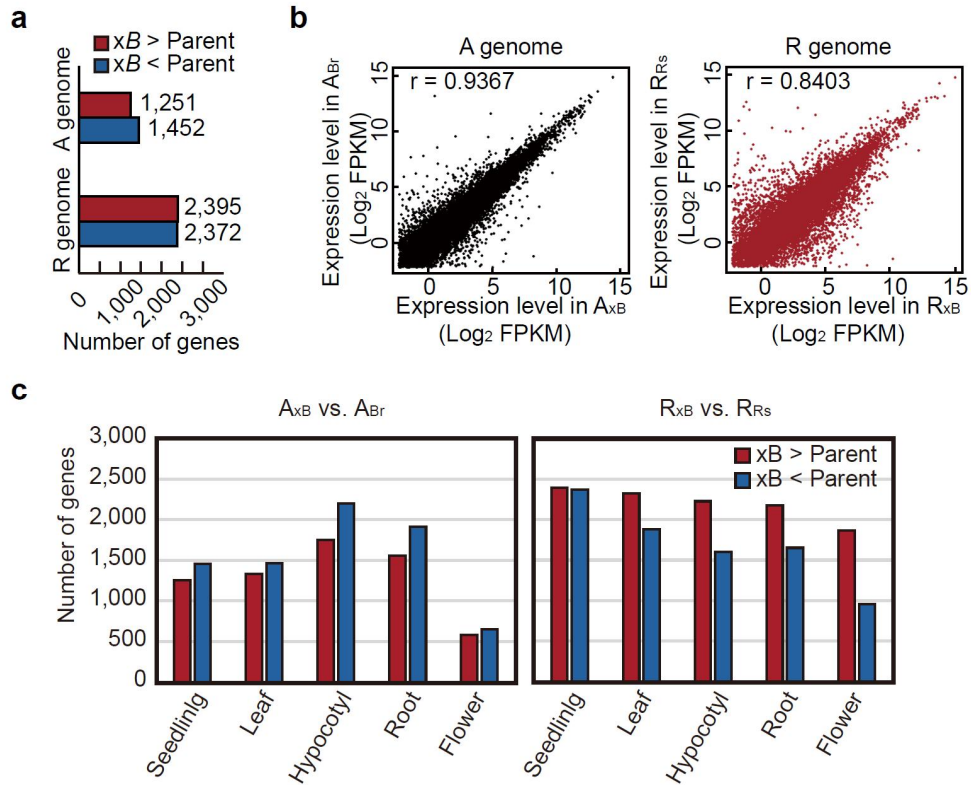 a
xB > Parent
xB < Parent
A genome
1,251
1,452
R genome
2,395
2,372
0
1,000
2,000
3,000
Number of genes
b
A genome
r = 0.9367
Expression level in ABr
(Log2 FPKM)
15
10
5
0
0
5
10
15
Expression level in AxB
(Log2 FPKM)
R genome
r = 0.8403
Expression level in RRs
(Log2 FPKM)
15
10
5
0
0
5
10
15
Expression level in RxB
(Log2 FPKM)
c
AxB vs. ABr
RxB vs. RRs
Number of genes
3,000
2,500
2,000
1,500
1,000
500
0
xB > Parent
xB < Parent
Seedlinlg
Leaf
Hypocotyl
Root
Flower
Seedlinlg
Leaf
Hypocotyl
Root
Flower